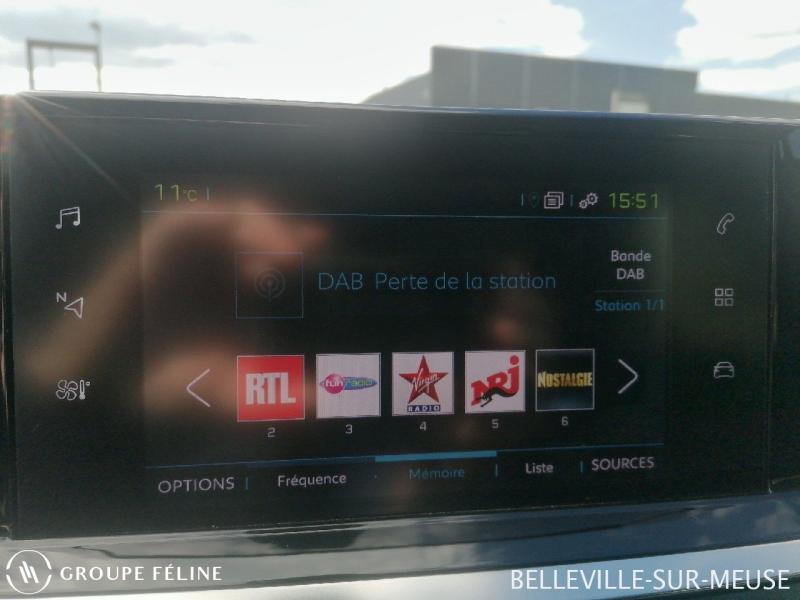 11°C
15:51
DAB Perte de la station
Bande
DAB
Station 1/1
N
RTL
fun radio
Virgin
RADIO
NRJ
NOSTALGIE
2 3 4 5 6
OPTIONS Fréquence Mémoire Liste SOURCES
GROUPE FÉLINE
BELLEVILLE-SUR-MEUSE